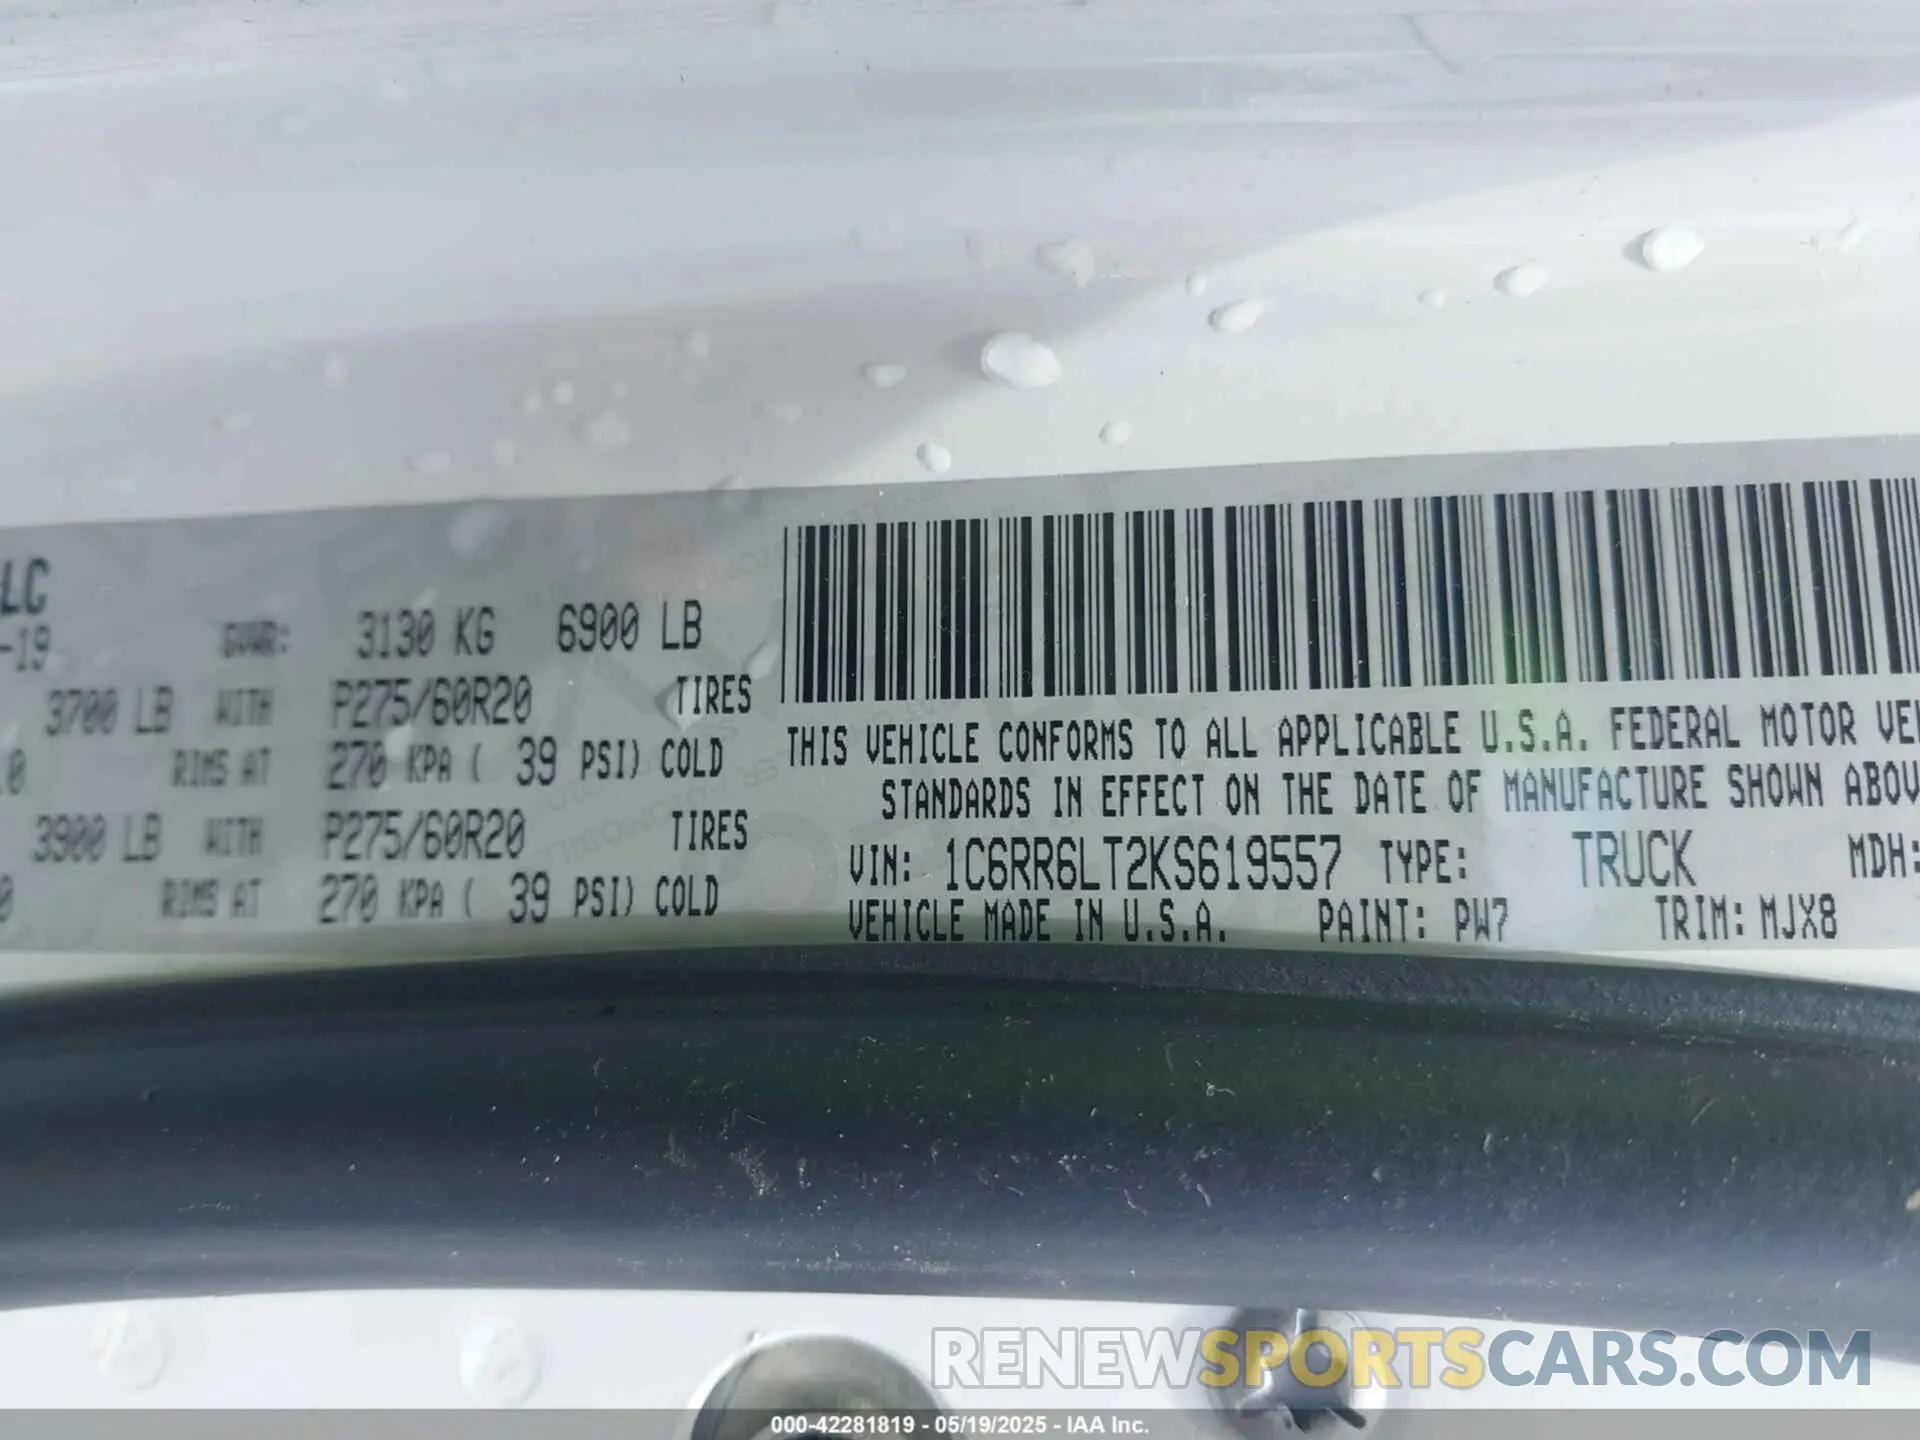 LC
-19 GVWR: 3130 KG 6900 LB
3700 LB WITH P275/60R20 TIRES
0 RIMS AT 270 KPA ( 39 PSI) COLD
3900 LB WITH P275/60R20 TIRES
0 RIMS AT 270 KPA ( 39 PSI) COLD
THIS VEHICLE CONFORMS TO ALL APPLICABLE U.S.A. FEDERAL MOTOR VE
STANDARDS IN EFFECT ON THE DATE OF MANUFACTURE SHOWN ABOV
VIN: 1C6RR6LT2KS619557 TYPE: TRUCK MDH:
VEHICLE MADE IN U.S.A. PAINT: PW7 TRIM: MJX8
RENEWSPORTSCARS.COM
000-42281819 - 05/19/2025 - IAA Inc.